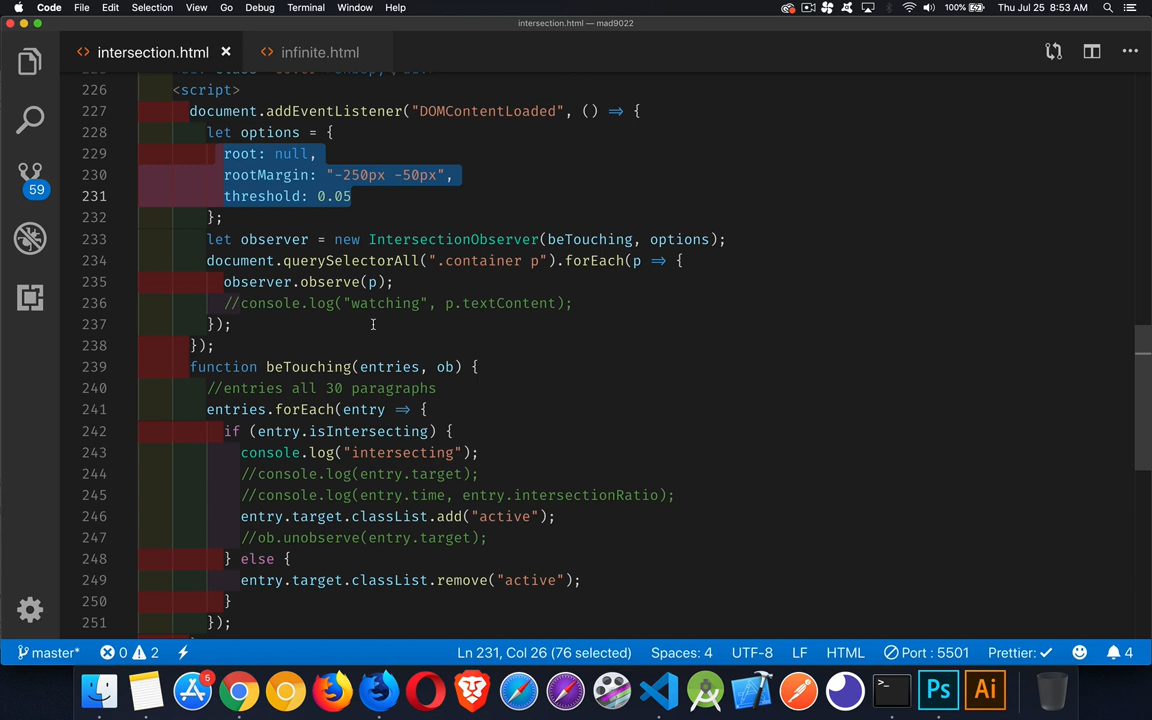 Code File Edit Selection View Go Debug Terminal Window Help 100% Thu Jul 25 8:53 AM
intersection.html — mad9022
<> intersection.html × <> infinite.html ...
226 <script>
227 document.addEventListener("DOMContentLoaded", () => {
228 let options = {
229 root: null,
230 rootMargin: "-250px -50px",
231 threshold: 0.05
232 };
233 let observer = new IntersectionObserver(beTouching, options);
234 document.querySelectorAll(".container p").forEach(p => {
235 observer.observe(p);
236 //console.log("watching", p.textContent);
237 });
238 });
239 function beTouching(entries, ob) {
240 //entries all 30 paragraphs
241 entries.forEach(entry => {
242 if (entry.isIntersecting) {
243 console.log("intersecting");
244 //console.log(entry.target);
245 //console.log(entry.time, entry.intersectionRatio);
246 entry.target.classList.add("active");
247 //ob.unobserve(entry.target);
248 } else {
249 entry.target.classList.remove("active");
250 }
251 });
59
master* 0 2 Ln 231, Col 26 (76 selected) Spaces: 4 UTF-8 LF HTML Port : 5501 Prettier: ✓ 4
5
>_
Ps
Ai